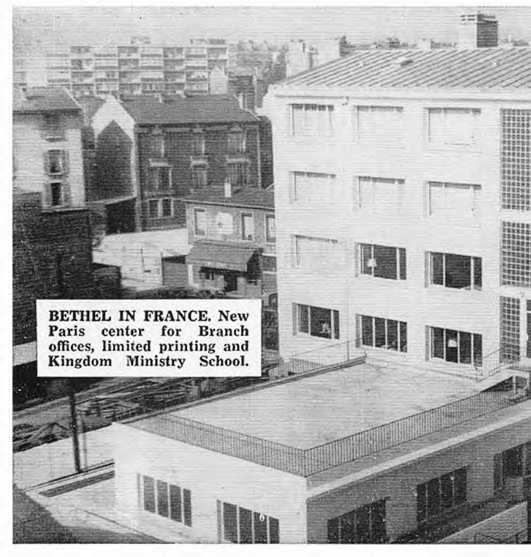 BETHEL IN FRANCE. New
Paris center for Branch
offices, limited printing and
Kingdom Ministry School.